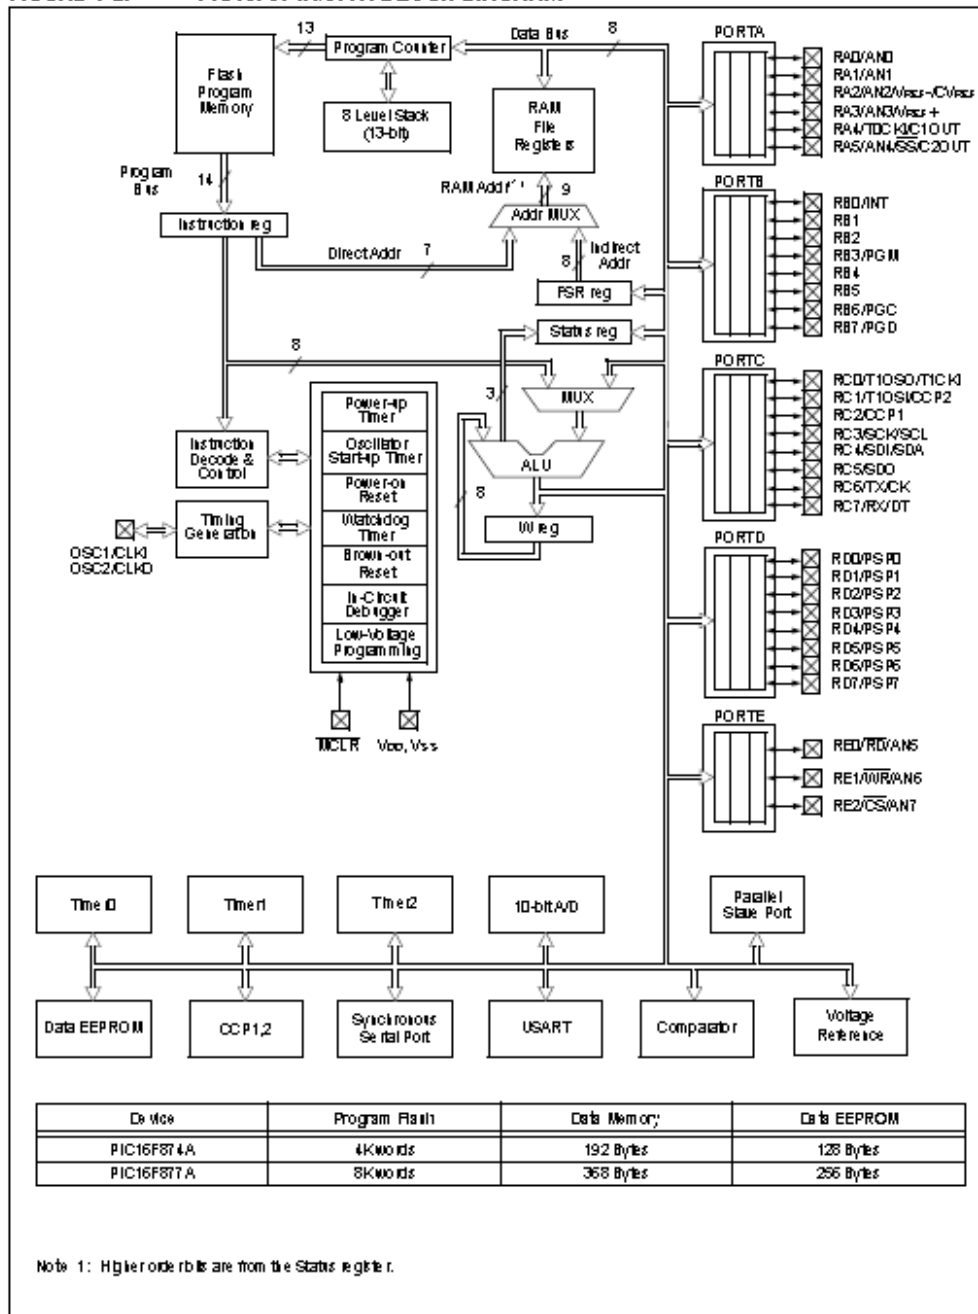 13
Data Bus
8
PORTA
Program Counter
Flash
Program
Memory
8 Level Stack
(13-bit)
RAM
File
Registers
RA0/AN0
RA1/AN1
RA2/AN2/VREF-/CVREF
RA3/AN3/VREF+
RA4/T0CKI/C1OUT
RA5/AN4/SS/C2OUT
Program
Bus
14
RAM Addr
9
PORTB
Addr MUX
Instruction reg
Direct Addr
7
8
Indirect
Addr
FSR reg
RB0/INT
RB1
RB2
RB3/PGM
RB4
RB5
RB6/PGC
RB7/PGD
Status reg
8
3
MUX
PORTC
RC0/T1OSO/T1CKI
RC1/T1OSI/CCP2
RC2/CCP1
RC3/SCK/SCL
RC4/SDI/SDA
RC5/SDO
RC6/TX/CK
RC7/RX/DT
Power-up
Timer
Oscillator
Start-up Timer
Power-on
Reset
Watchdog
Timer
Brown-out
Reset
In-Circuit
Debugger
Low-Voltage
Programming
Instruction
Decode &
Control
Timing
Generation
OSC1/CLKI
OSC2/CLKO
ALU
8
W reg
PORTD
RD0/PSP0
RD1/PSP1
RD2/PSP2
RD3/PSP3
RD4/PSP4
RD5/PSP5
RD6/PSP6
RD7/PSP7
MCLR
VDD, VSS
PORTE
RE0/RD/AN5
RE1/WR/AN6
RE2/CS/AN7
Timer0
Timer1
Timer2
10-bit A/D
Parallel
Slave Port
Data EEPROM
CCP1,2
Synchronous
Serial Port
USART
Comparator
Voltage
Reference
Device Program Flash Data Memory Data EEPROM
PIC16F874A 4K words 192 Bytes 128 Bytes
PIC16F877A 8K words 368 Bytes 256 Bytes
Note 1: Higher order bits are from the Status register.